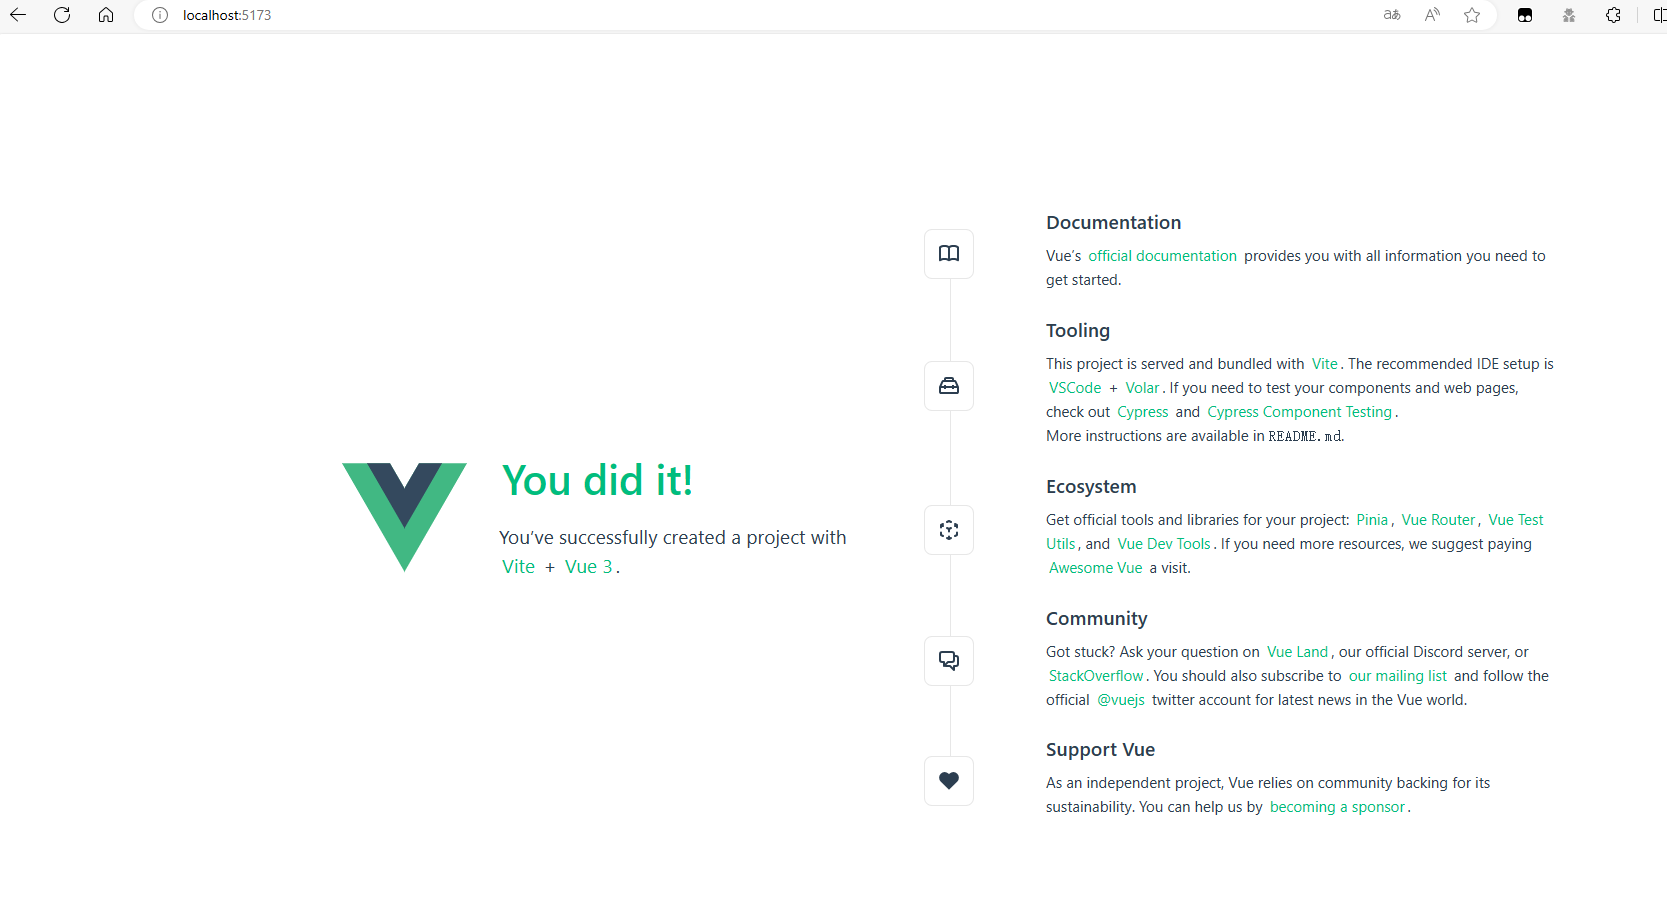 localhost:5173
Documentation
Vue’s official documentation provides you with all information you need to
get started.
Tooling
This project is served and bundled with Vite. The recommended IDE setup is
VSCode + Volar. If you need to test your components and web pages,
check out Cypress and Cypress Component Testing.
More instructions are available in README.md.
You did it!
You’ve successfully created a project with
Vite + Vue 3.
Ecosystem
Get official tools and libraries for your project: Pinia, Vue Router, Vue Test
Utils, and Vue Dev Tools. If you need more resources, we suggest paying
Awesome Vue a visit.
Community
Got stuck? Ask your question on Vue Land, our official Discord server, or
StackOverflow. You should also subscribe to our mailing list and follow the
official @vuejs twitter account for latest news in the Vue world.
Support Vue
As an independent project, Vue relies on community backing for its
sustainability. You can help us by becoming a sponsor.